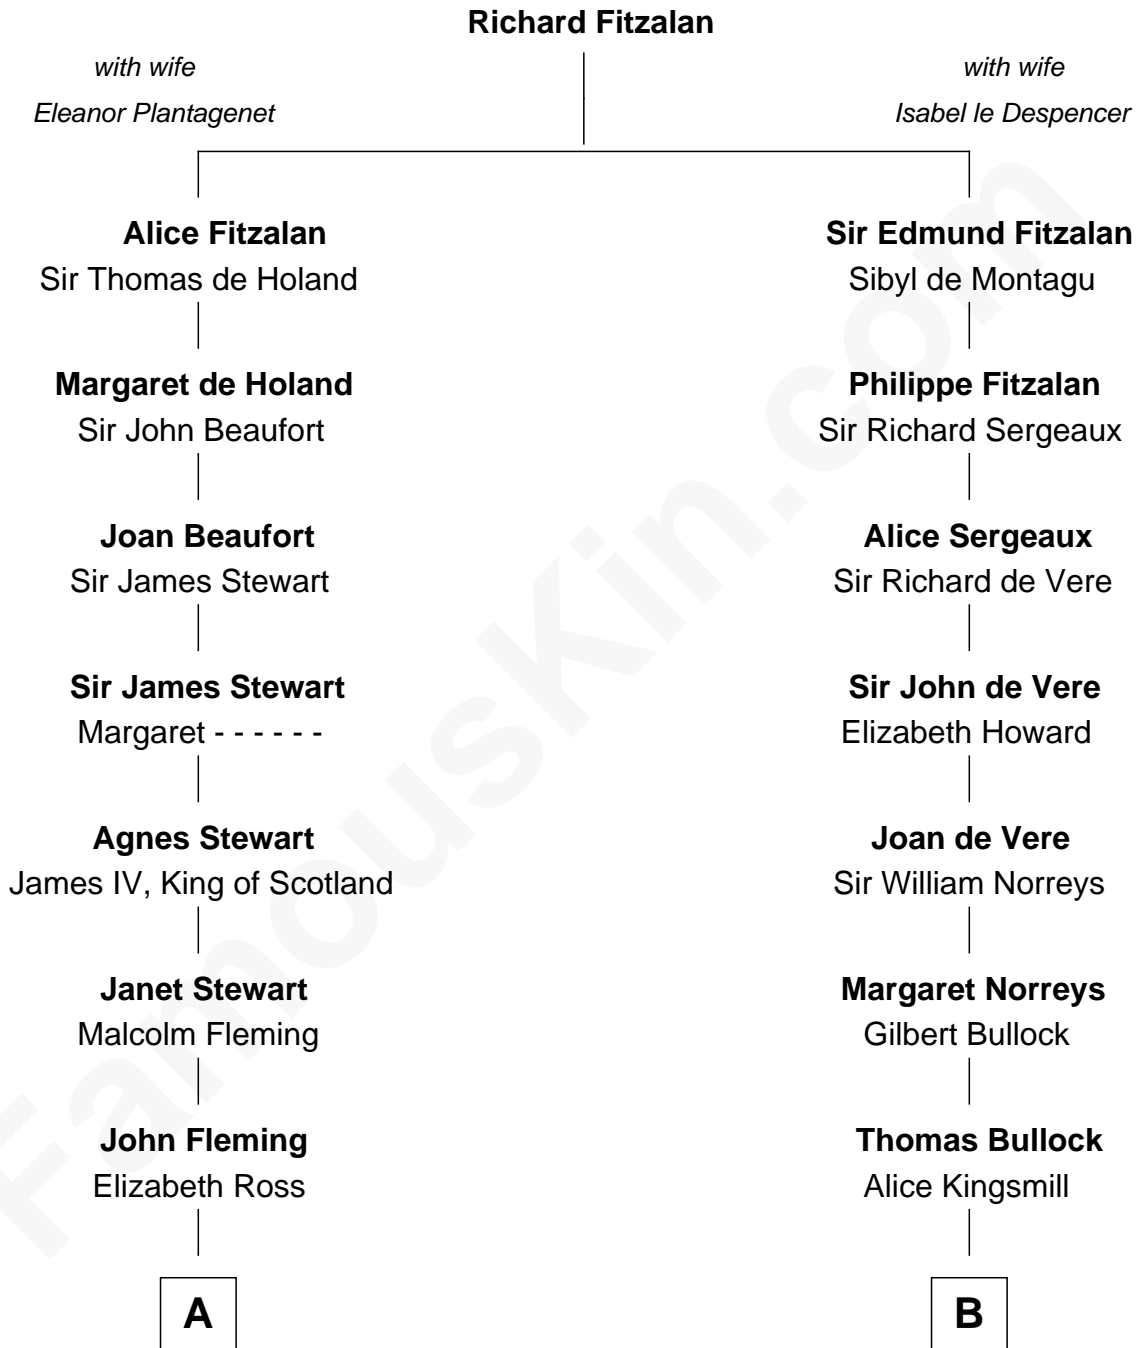 Richard Fitzalan
with wife
Eleanor Plantagenet
with wife
Isabel le Despencer
Alice Fitzalan
Sir Thomas de Holand
Sir Edmund Fitzalan
Sibyl de Montagu
Margaret de Holand
Sir John Beaufort
Philippe Fitzalan
Sir Richard Sergeaux
Joan Beaufort
Sir James Stewart
Alice Sergeaux
Sir Richard de Vere
Sir James Stewart
Margaret - - - - - -
Sir John de Vere
Elizabeth Howard
Agnes Stewart
James IV, King of Scotland
Joan de Vere
Sir William Norreys
Janet Stewart
Malcolm Fleming
Margaret Norreys
Gilbert Bullock
John Fleming
Elizabeth Ross
Thomas Bullock
Alice Kingsmill
A
B
FamousKin.com